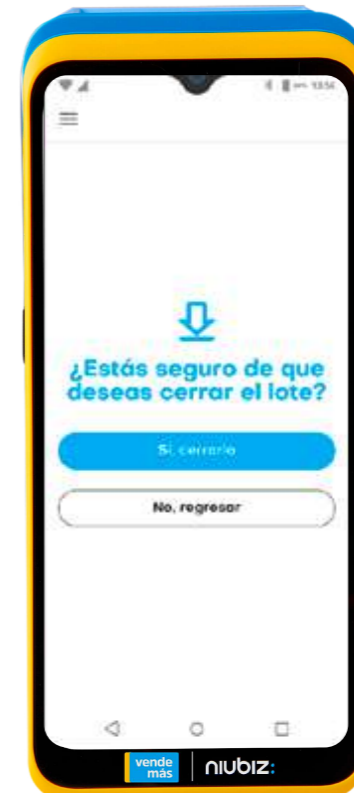 ¿Estás seguro de que
deseas cerrar el lote?
Sí, cerrarlo
No, regresar
vende
más
niubiz: